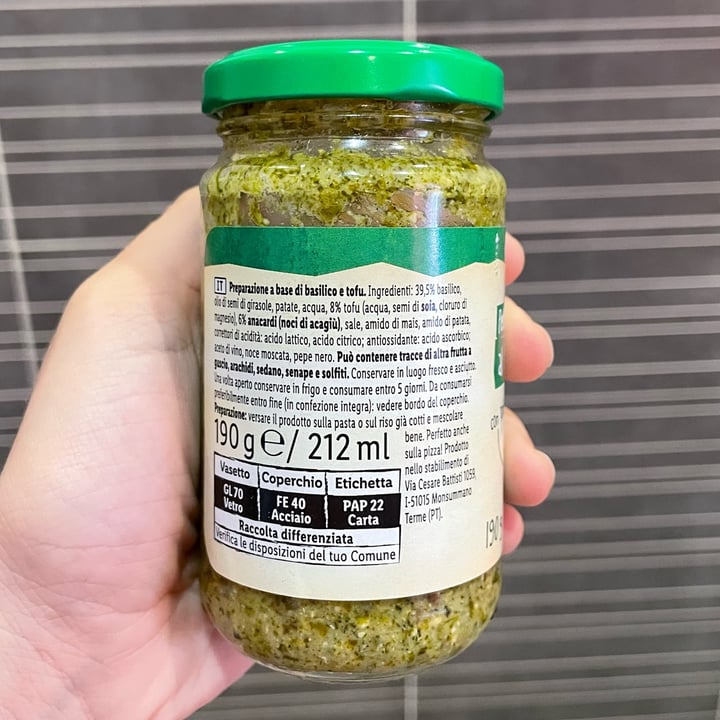 IT Preparazione a base di basilico e tofu. Ingredienti: 39,5% basilico,
olio di semi di girasole, patate, acqua, 8% tofu (acqua, semi di soia, cloruro di
magnesio), 6% anacardi (noci di acagiù), sale, amido di mais, amido di patata,
correttori di acidità: acido lattico, acido citrico; antiossidante: acido ascorbico;
aceto di vino, noce moscata, pepe nero. Può contenere tracce di altra frutta a
guscio, arachidi, sedano, senape e solfiti. Conservare in luogo fresco e asciutto.
Una volta aperto conservare in frigo e consumare entro 5 giorni. Da consumarsi
preferibilmente entro fine (in confezione integra): vedere bordo del coperchio.
Preparazione: versare il prodotto sulla pasta o sul riso già cotti e mescolare
bene. Perfetto anche
sulla pizza! Prodotto
nello stabilimento di
Via Cesare Battisti 1059,
I-51015 Monsummano
Terme (PT).
190 g e / 212 ml
Vasetto Coperchio Etichetta
GL 70 FE 40 PAP 22
Vetro Acciaio Carta
Raccolta differenziata
Verifica le disposizioni del tuo Comune
190